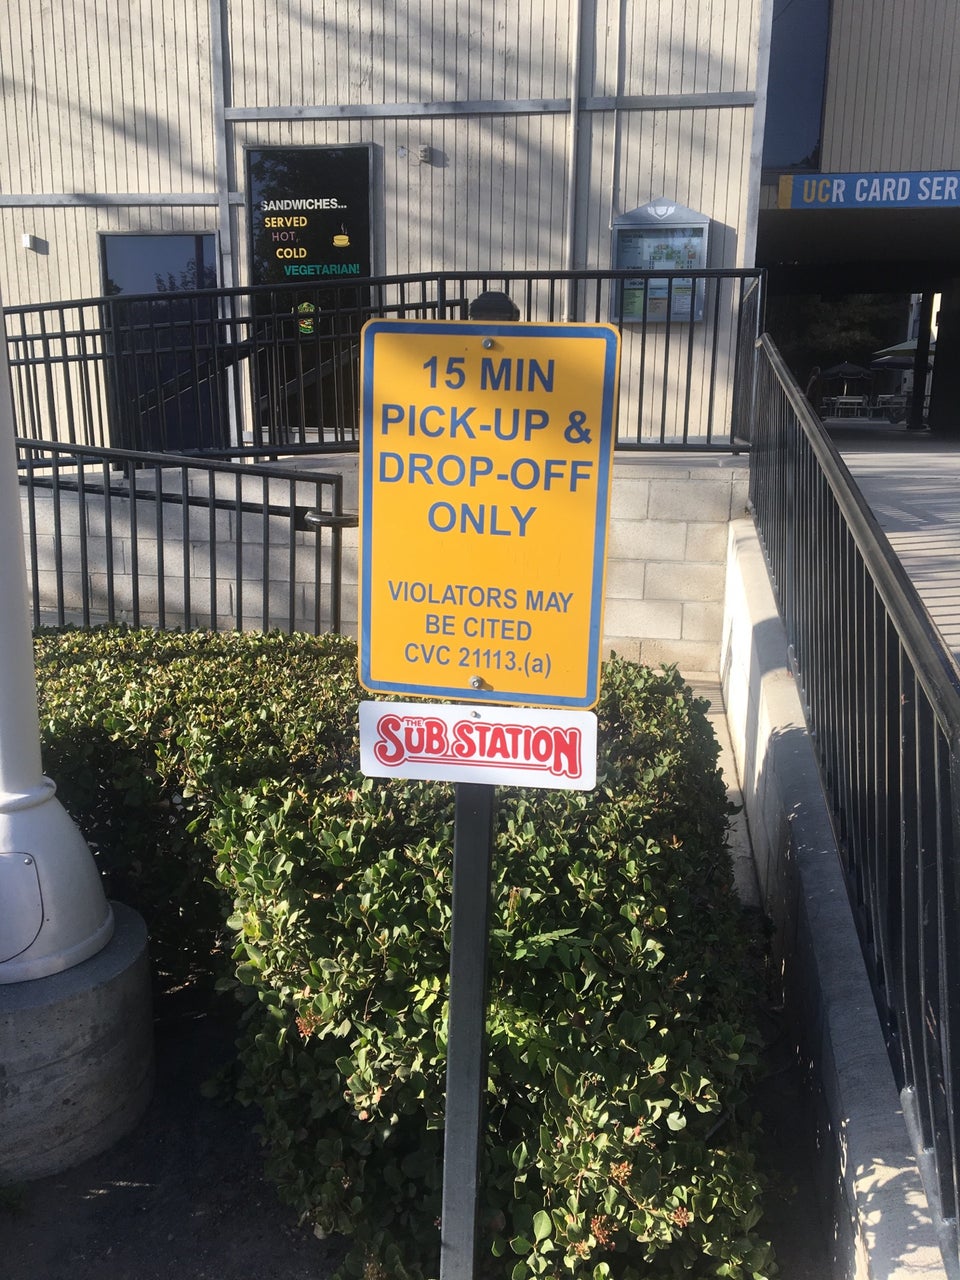 SANDWICHES...
SERVED
HOT,
COLD
VEGETARIAN!
UCR CARD SER
15 MIN
PICK-UP &
DROP-OFF
ONLY
VIOLATORS MAY
BE CITED
CVC 21113.(a)
THE
SUB STATION